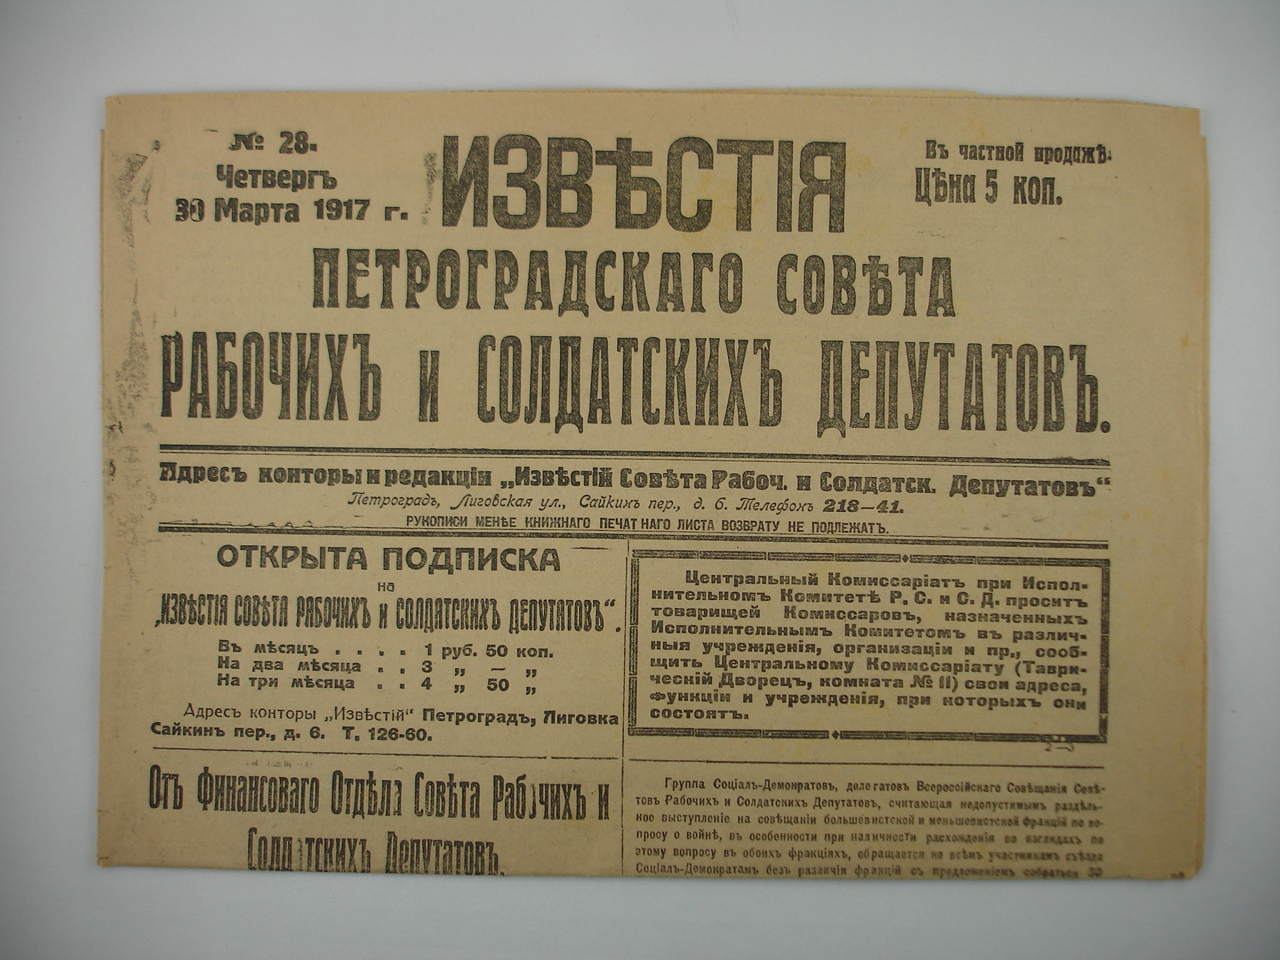 № 28.
Четвергъ
30 Марта 1917 г.
ИЗВѢСТІЯ
Въ частной продажѣ
Цѣна 5 коп.
ПЕТРОГРАДСКАГО СОВѢТА
РАБОЧИХЪ и СОЛДАТСКИХЪ ДЕПУТАТОВЪ.
Адресъ конторы и редакціи „Извѣстій Совѣта Рабоч. и Солдатск. Депутатовъ“
Петроградъ, Лиговская ул., Сайкинъ пер., д. 6. Телефонъ 218—41.
РУКОПИСИ МЕНѢЕ КНИЖНАГО ПЕЧАТНАГО ЛИСТА ВОЗВРАТУ НЕ ПОДЛЕЖАТЪ.
ОТКРЫТА ПОДПИСКА
на
„ИЗВѢСТІЯ СОВѢТА РАБОЧИХЪ и СОЛДАТСКИХЪ ДЕПУТАТОВЪ“.
Въ мѣсяцъ . . . . 1 руб. 50 коп.
На два мѣсяца . . 3 „ — „
На три мѣсяца . . 4 „ 50 „
Адресъ конторы „Извѣстій“ Петроградъ, Лиговка
Сайкинъ пер., д. 6. Т. 126-60.
Отъ Финансоваго Отдѣла Совѣта Рабочихъ и
Солдатскихъ Депутатовъ.
Центральный Комиссаріатъ при Испол-
нительномъ Комитетѣ Р. С. и С. Д. проситъ
товарищей Комиссаровъ, назначенныхъ
Исполнительнымъ Комитетомъ въ различ-
ныя учрежденія, организаціи и пр., сооб-
щить Центральному Комиссаріату (Таври-
ческій Дворецъ, комната № 11) свои адреса,
функціи и учрежденія, при которыхъ они
состоятъ.
2—3
Группа Соціалъ-Демократовъ, делегатовъ Всероссійскаго Совѣщанія Совѣ-
товъ Рабочихъ и Солдатскихъ Депутатовъ, считающая недопустимымъ раздѣль-
ное выступленіе на совѣщаніи большевистской и меньшевистской фракцій по во-
просу о войнѣ, въ особенности при наличности расхожденія во взглядахъ по
этому вопросу въ обоихъ фракціяхъ, обращается ко всѣмъ участникамъ съѣзда
Соціалъ-Демократамъ безъ различія фракцій съ предложеніемъ собраться 30